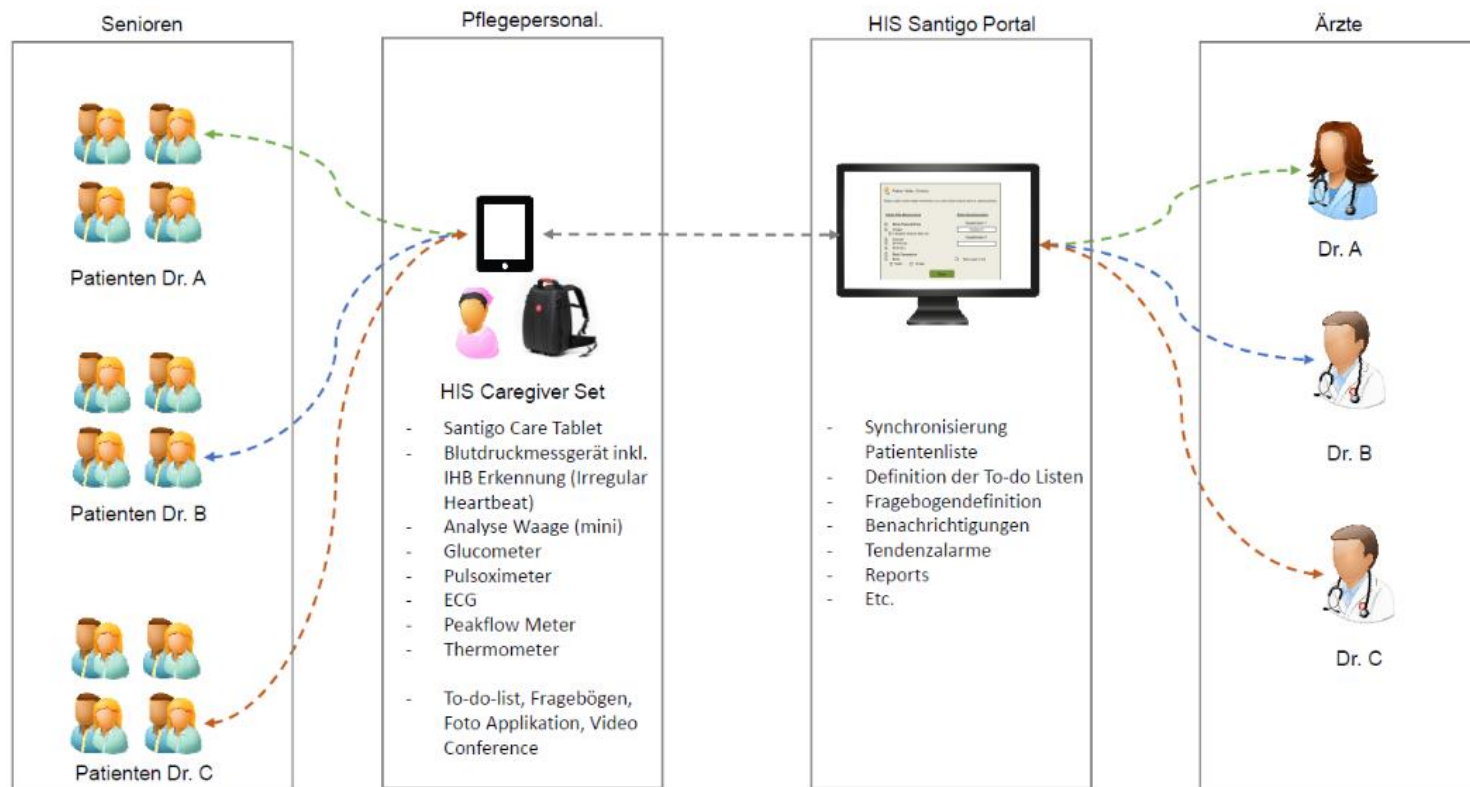 Senioren
Pflegepersonal.
HIS Santigo Portal
Ärzte
Patienten Dr. A
Patienten Dr. B
Patienten Dr. C
HIS Caregiver Set
- Santigo Care Tablet
- Blutdruckmessgerät inkl.
IHB Erkennung (Irregular
Heartbeat)
- Analyse Waage (mini)
- Glucometer
- Pulsoximeter
- ECG
- Peakflow Meter
- Thermometer
- To-do-list, Fragebögen,
Foto Applikation, Video
Conference
- Synchronisierung
Patientenliste
- Definition der To-do Listen
- Fragebogendefinition
- Benachrichtigungen
- Tendenzalarme
- Reports
- Etc.
Dr. A
Dr. B
Dr. C